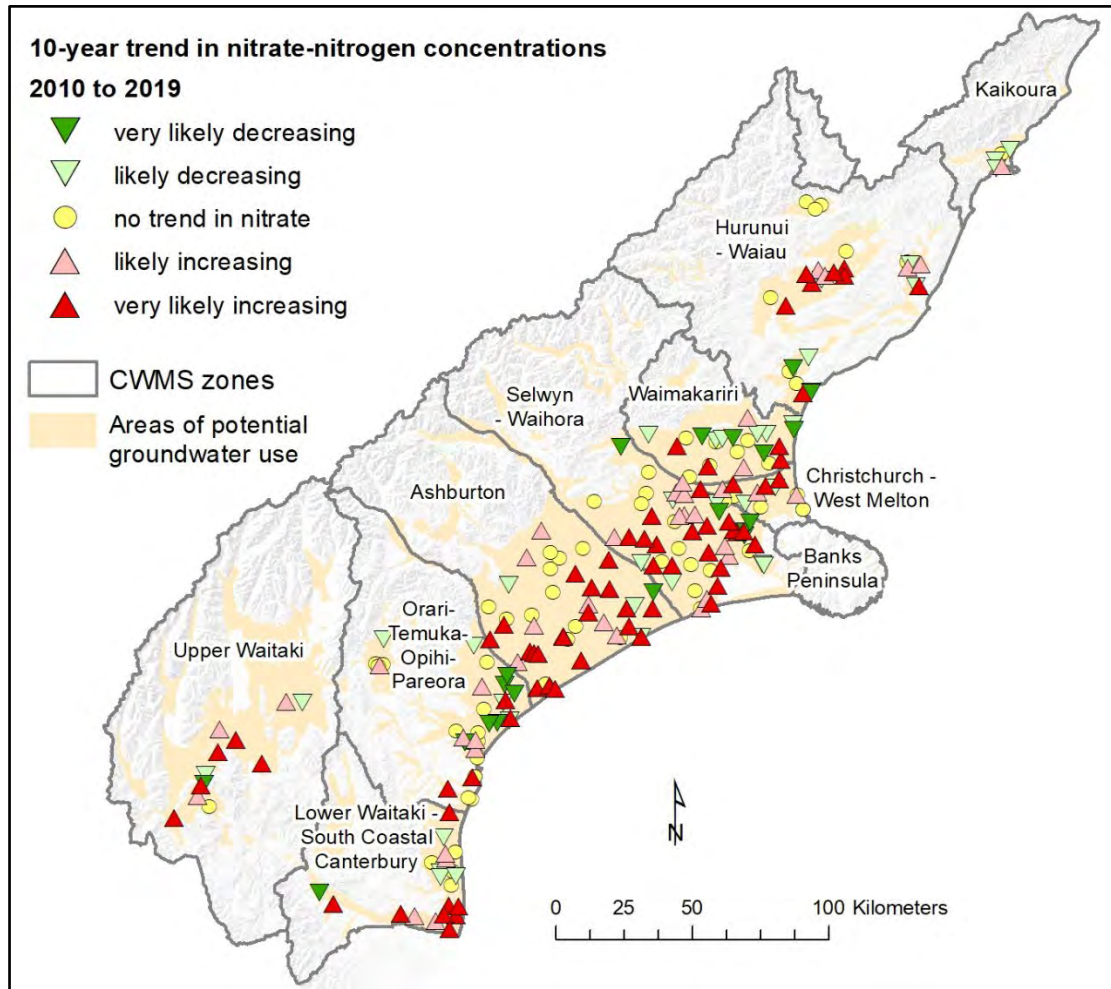 10-year trend in nitrate-nitrogen concentrations
2010 to 2019
very likely decreasing
likely decreasing
no trend in nitrate
likely increasing
very likely increasing
CWMS zones
Areas of potential
groundwater use
Kaikoura
Hurunui
- Waiau
Waimakariri
Selwyn
- Waihora
Christchurch -
West Melton
Ashburton
Banks
Peninsula
Orari-
Temuka-
Opihi-
Pareora
Upper Waitaki
Lower Waitaki -
South Coastal
Canterbury
N
0 25 50 100 Kilometers